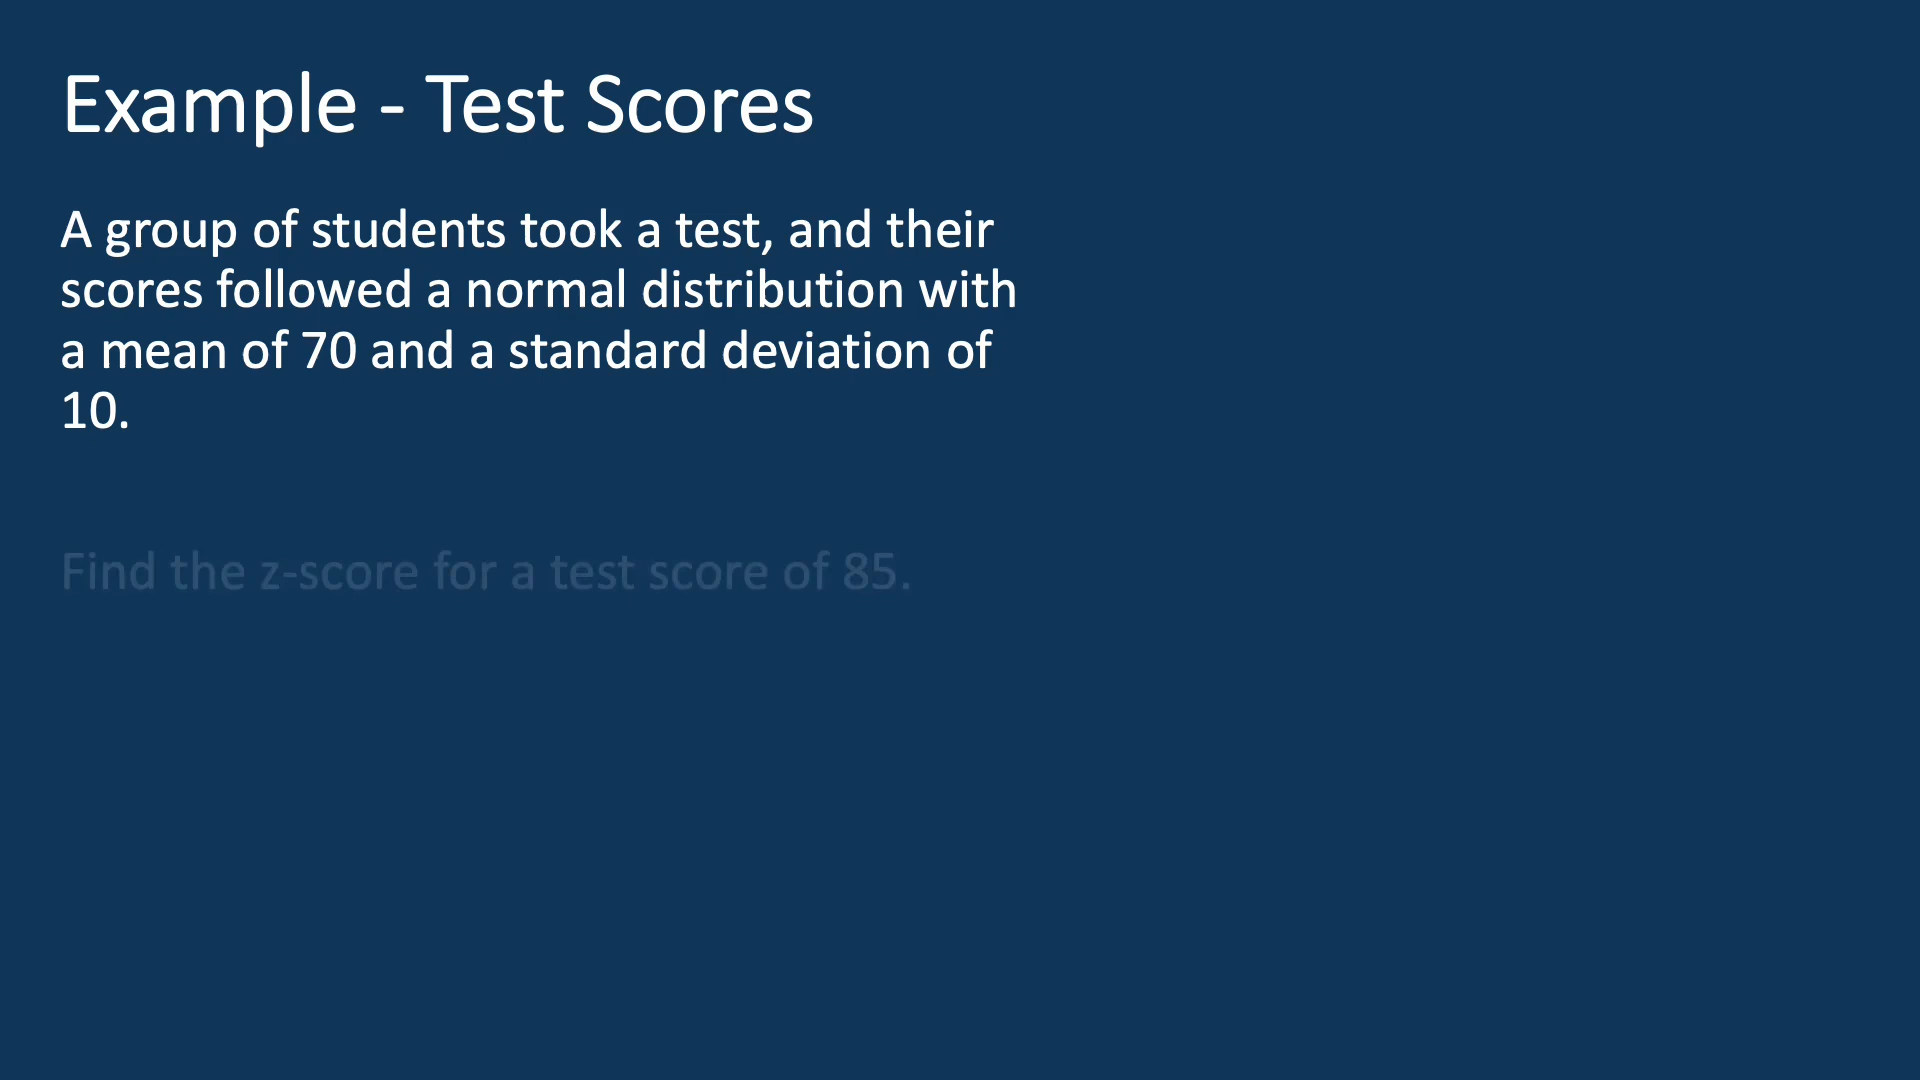 Example - Test Scores
A group of students took a test, and their
scores followed a normal distribution with
a mean of 70 and a standard deviation of
10.
Find the z-score for a test score of 85.